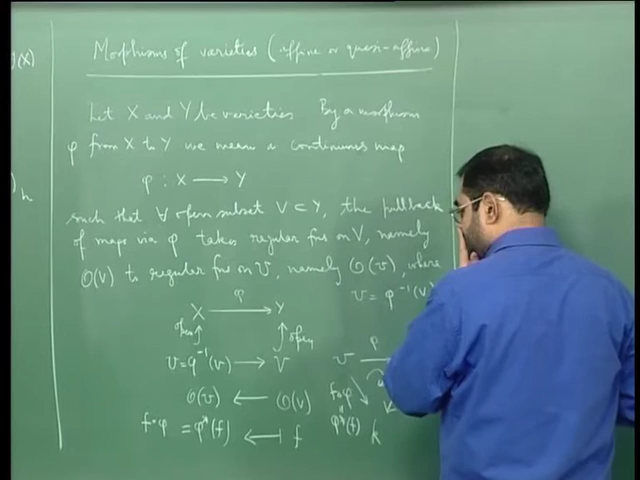 Morphisms of varieties (affine or quasi-affine)
Let X and Y be varieties. By a morphism
φ from X to Y we mean a continuous map
φ : X ⟶ Y
such that ∀ open subset V ⊂ Y, the pullback
of maps via φ takes regular fns on V, namely
O(V) to regular fns on U, namely O(U), where
U = φ⁻¹(V)
X ⟶ Y
φ
open open
U = φ⁻¹(V) ⟶ V
O(U) ⟵ O(V)
f∘φ = φ*(f) ⟻ f
U
φ
f∘φ
φ*(f) k